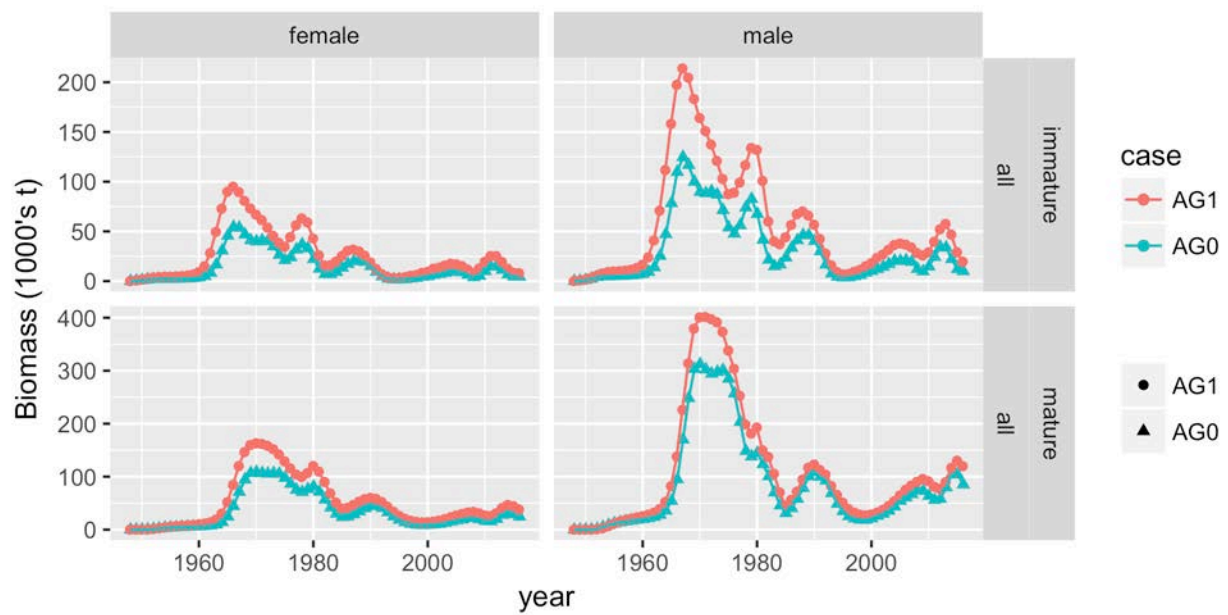 female
male
200
150
100
50
0
all
immature
400
300
200
100
0
all
mature
Biomass (1000's t)
1960
1980
2000
1960
1980
2000
year
case
AG1
AG0
AG1
AG0